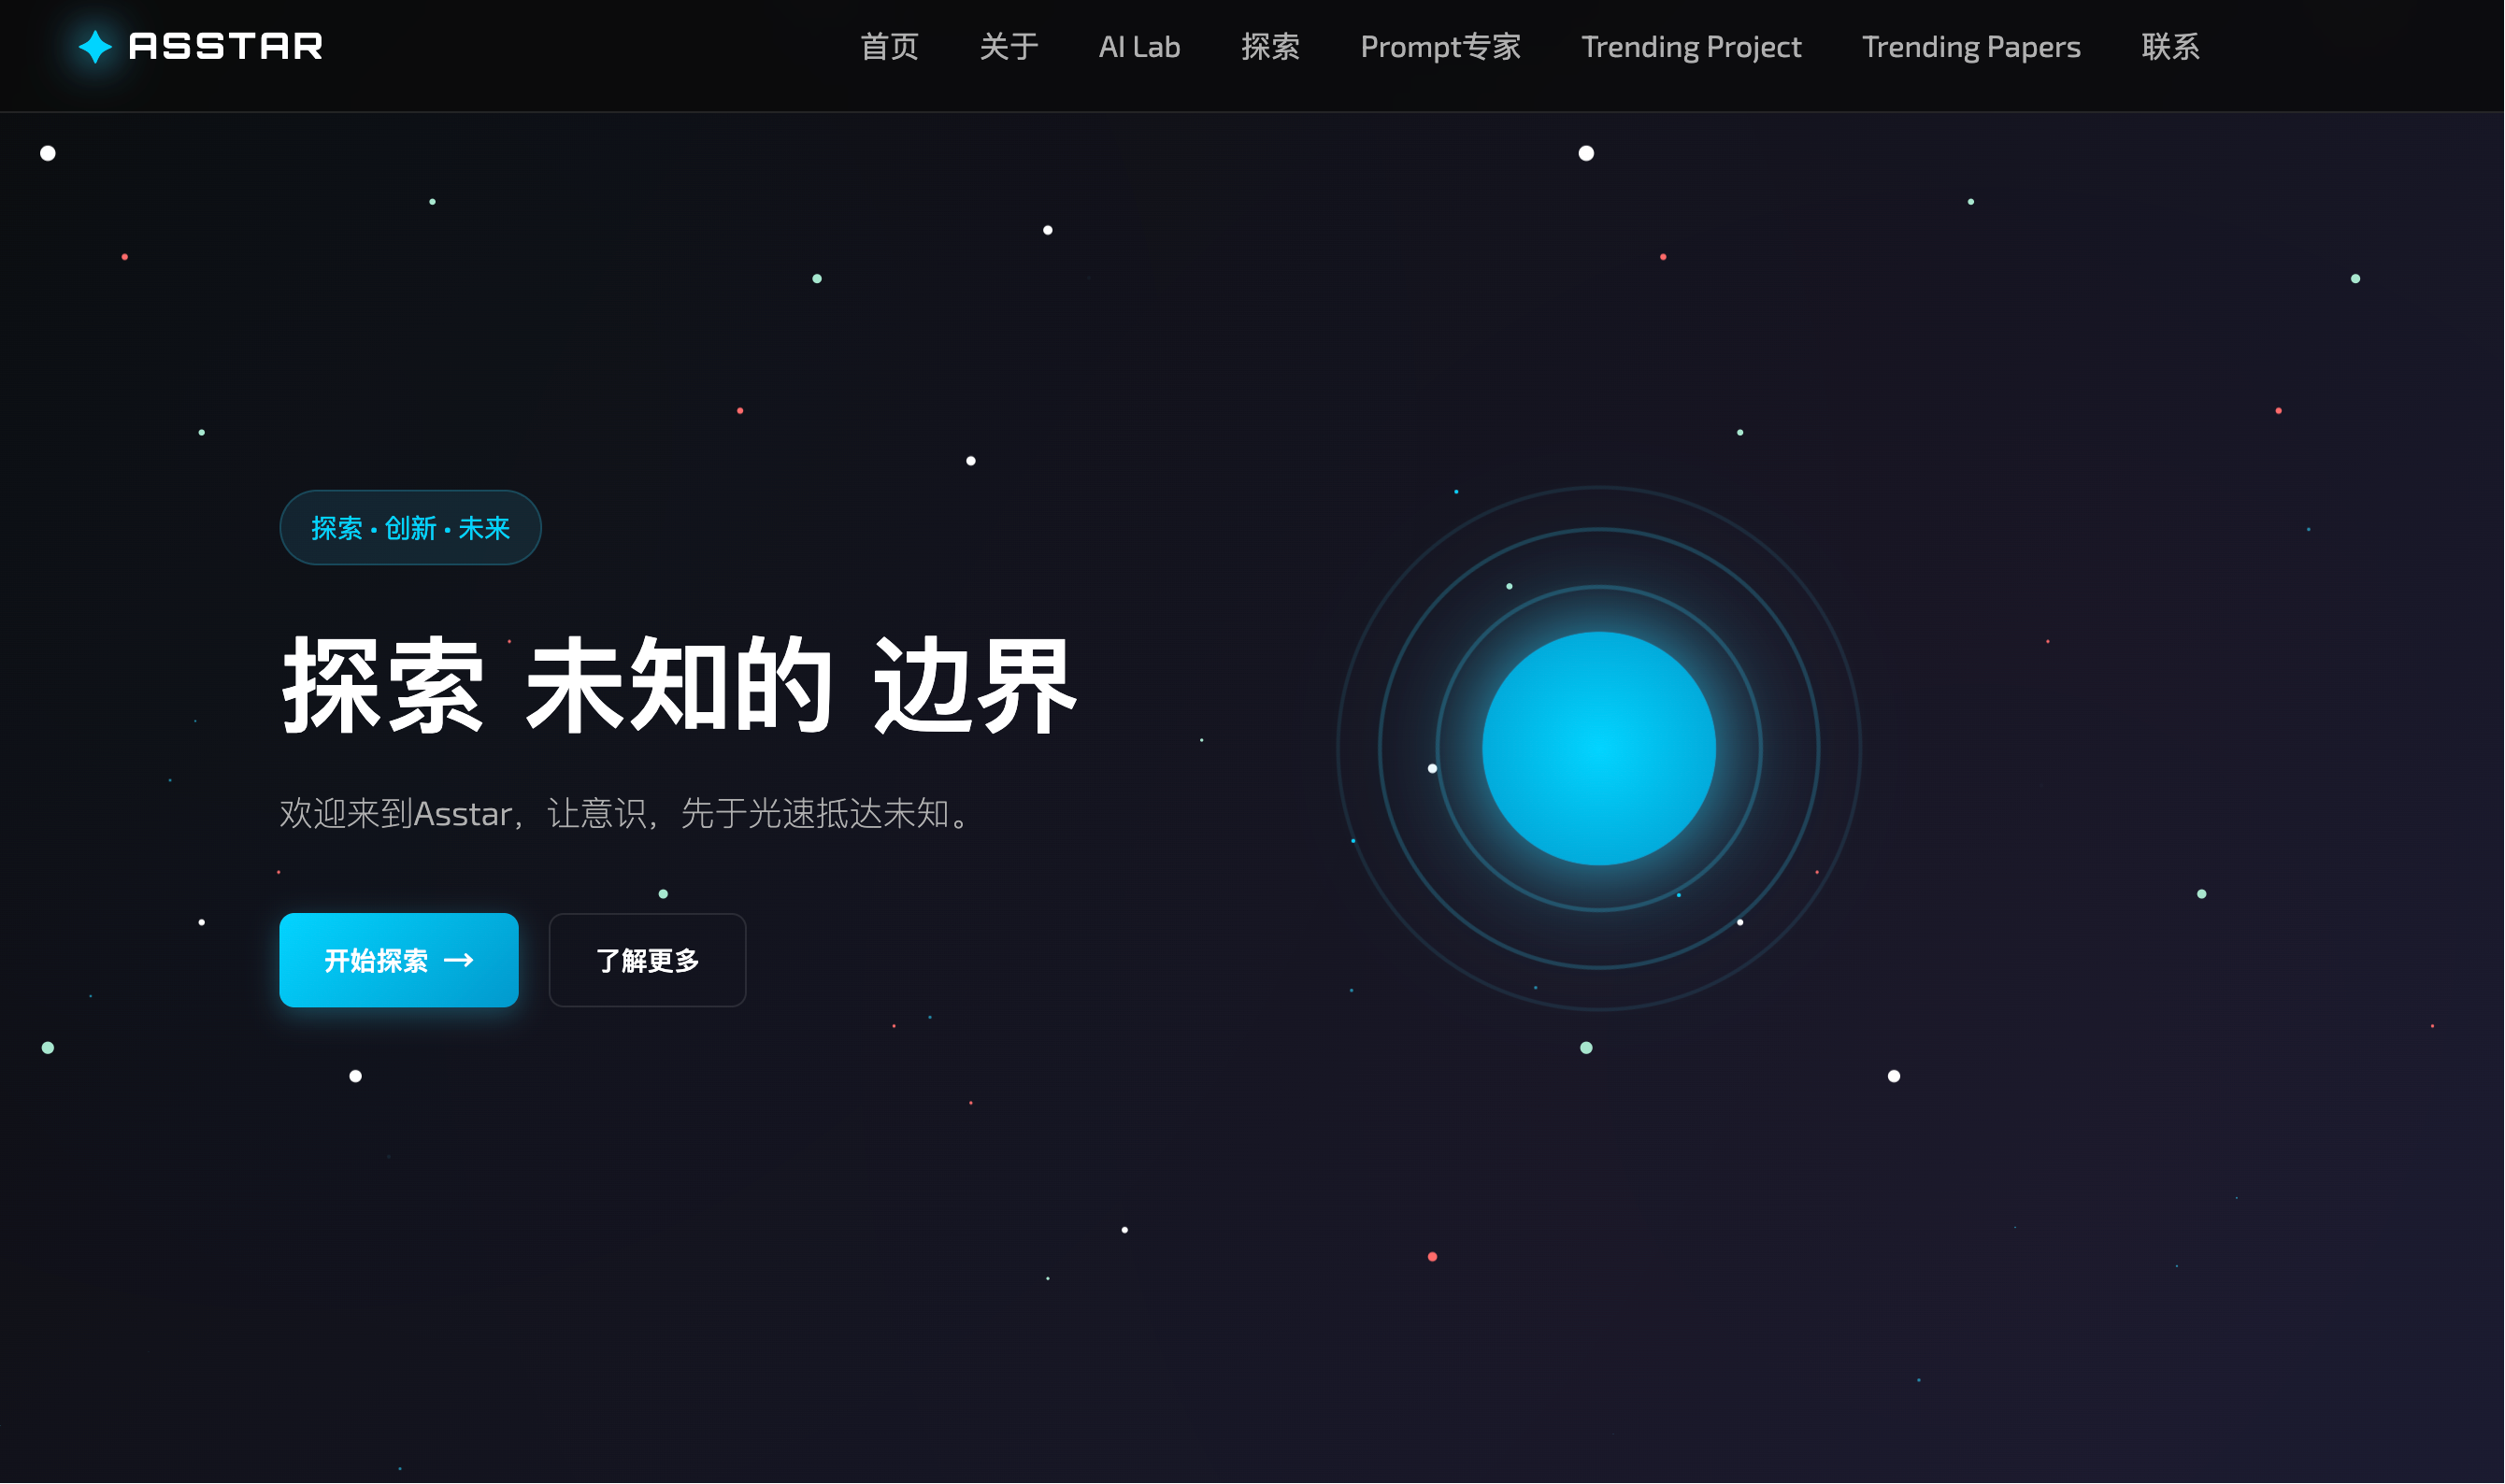 ASSTAR
首页 关于 AI Lab 探索 Prompt专家 Trending Project Trending Papers 联系
探索 · 创新 · 未来
探索 未知的 边界
欢迎来到Asstar，让意识，先于光速抵达未知。
开始探索 → 了解更多